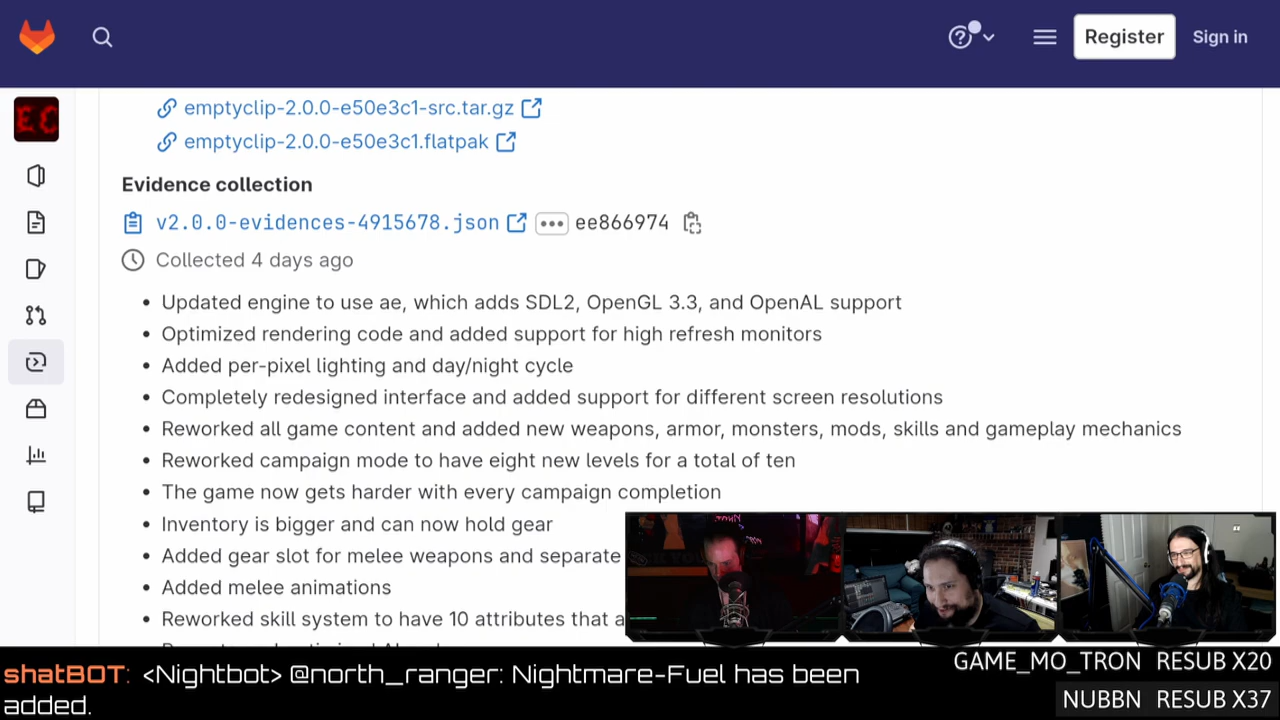 Register
Sign in
EC
emptyclip-2.0.0-e50e3c1-src.tar.gz
emptyclip-2.0.0-e50e3c1.flatpak
Evidence collection
v2.0.0-evidences-4915678.json ee866974
Collected 4 days ago
• Updated engine to use ae, which adds SDL2, OpenGL 3.3, and OpenAL support
• Optimized rendering code and added support for high refresh monitors
• Added per-pixel lighting and day/night cycle
• Completely redesigned interface and added support for different screen resolutions
• Reworked all game content and added new weapons, armor, monsters, mods, skills and gameplay mechanics
• Reworked campaign mode to have eight new levels for a total of ten
• The game now gets harder with every campaign completion
• Inventory is bigger and can now hold gear
• Added gear slot for melee weapons and separate
• Added melee animations
• Reworked skill system to have 10 attributes that a
shatBOT: <Nightbot> @north_ranger: Nightmare-Fuel has been
added.
GAME_MO_TRON RESUB X20
NUBBN RESUB X37